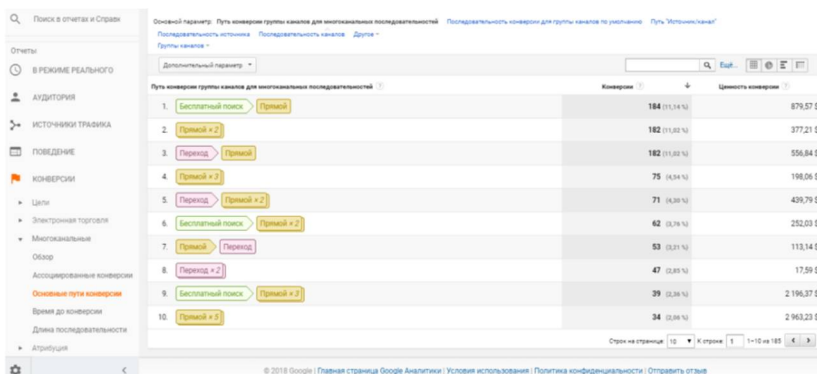 Поиск в отчетах и Справк
Отчеты
В РЕЖИМЕ РЕАЛЬНОГО
АУДИТОРИЯ
ИСТОЧНИКИ ТРАФИКА
ПОВЕДЕНИЕ
КОНВЕРСИИ
Цели
Электронная торговля
Многоканальные
Обзор
Ассоциированные конверсии
Основные пути конверсии
Время до конверсии
Длина последовательности
Атрибуция
Основной параметр: Путь конверсии группы каналов для многоканальных последовательностей Последовательность конверсии для группы каналов по умолчанию Путь "Источник/канал"
Последовательность источника Последовательность каналов Другое
Группы каналов
Дополнительный параметр Ещё...
Путь конверсии группы каналов для многоканальных последовательностей ? Конверсии ? ↓ Ценность конверсии ?
1. Бесплатный поиск Прямой 184 (11,14 %) 879,57 $
2. Прямой × 2 182 (11,02 %) 377,21 $
3. Переход Прямой 182 (11,02 %) 556,84 $
4. Прямой × 3 75 (4,54 %) 198,06 $
5. Переход Прямой × 2 71 (4,30 %) 439,79 $
6. Бесплатный поиск Прямой × 2 62 (3,76 %) 252,03 $
7. Прямой Переход 53 (3,21 %) 113,14 $
8. Переход × 2 47 (2,85 %) 17,59 $
9. Бесплатный поиск Прямой × 3 39 (2,36 %) 2 196,37 $
10. Прямой × 5 34 (2,06 %) 2 963,23 $
Строк на странице: 10 К строке: 1 1–10 из 185
© 2018 Google | Главная страница Google Аналитики | Условия использования | Политика конфиденциальности | Отправить отзыв